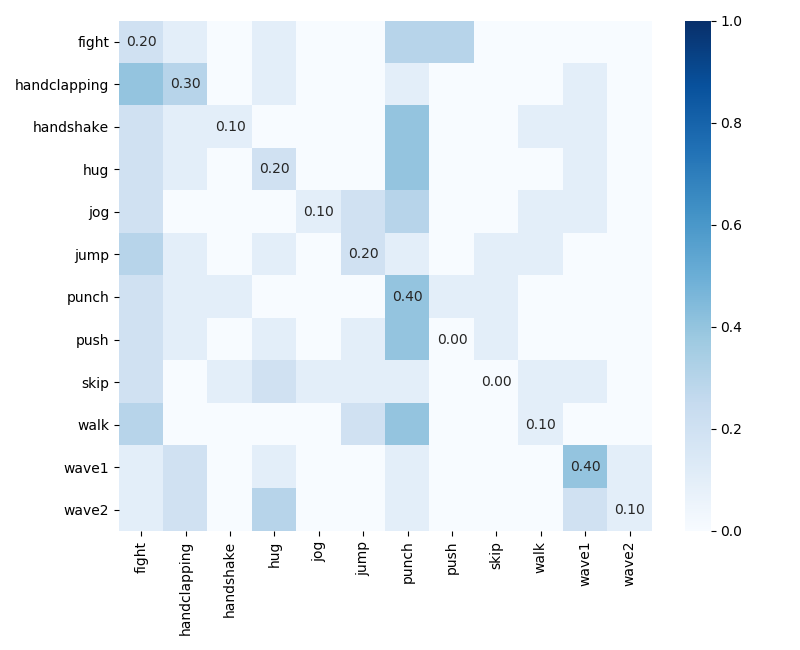 fight 0.20 1.0
handclapping 0.30
handshake 0.10 0.8
hug 0.20
jog 0.10 0.6
jump 0.20
punch 0.40 0.4
push 0.00
skip 0.00
walk 0.10 0.2
wave1 0.40
wave2 0.10 0.0
fight handclapping handshake hug jog jump punch push skip walk wave1 wave2